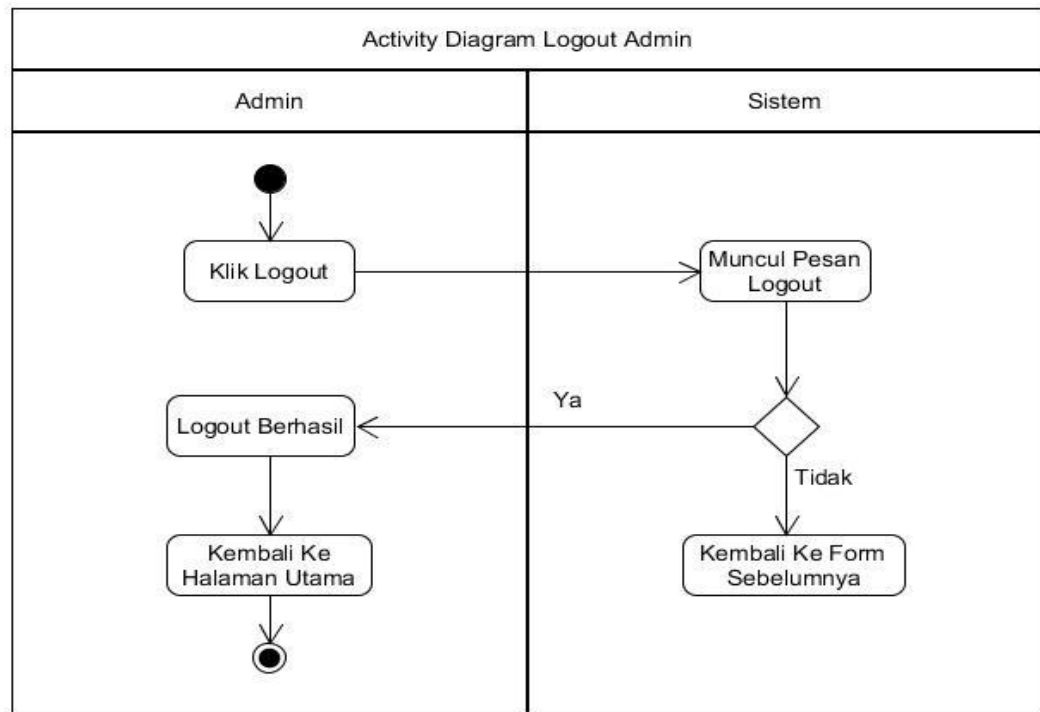 Activity Diagram Logout Admin
Admin
Sistem
Klik Logout
Muncul Pesan
Logout
Ya
Logout Berhasil
Tidak
Kembali Ke
Halaman Utama
Kembali Ke Form
Sebelumnya